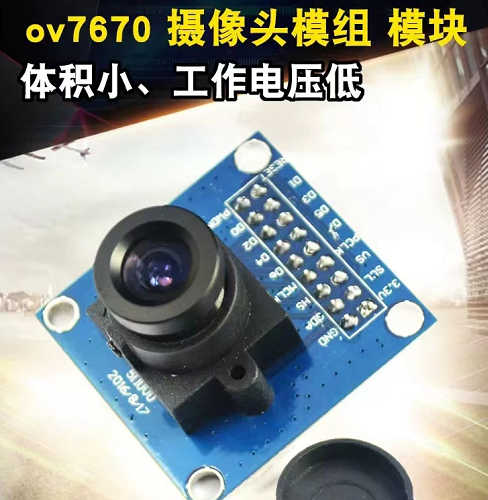 ov7670 摄像头模组 模块
体积小、工作电压低
RESET
D1
D3
D5
D7
PCLK
VS
SCL
3.3V
PWDN
D0
D2
D4
D6
MCLK
HS
SDA
GND
2016/8/17